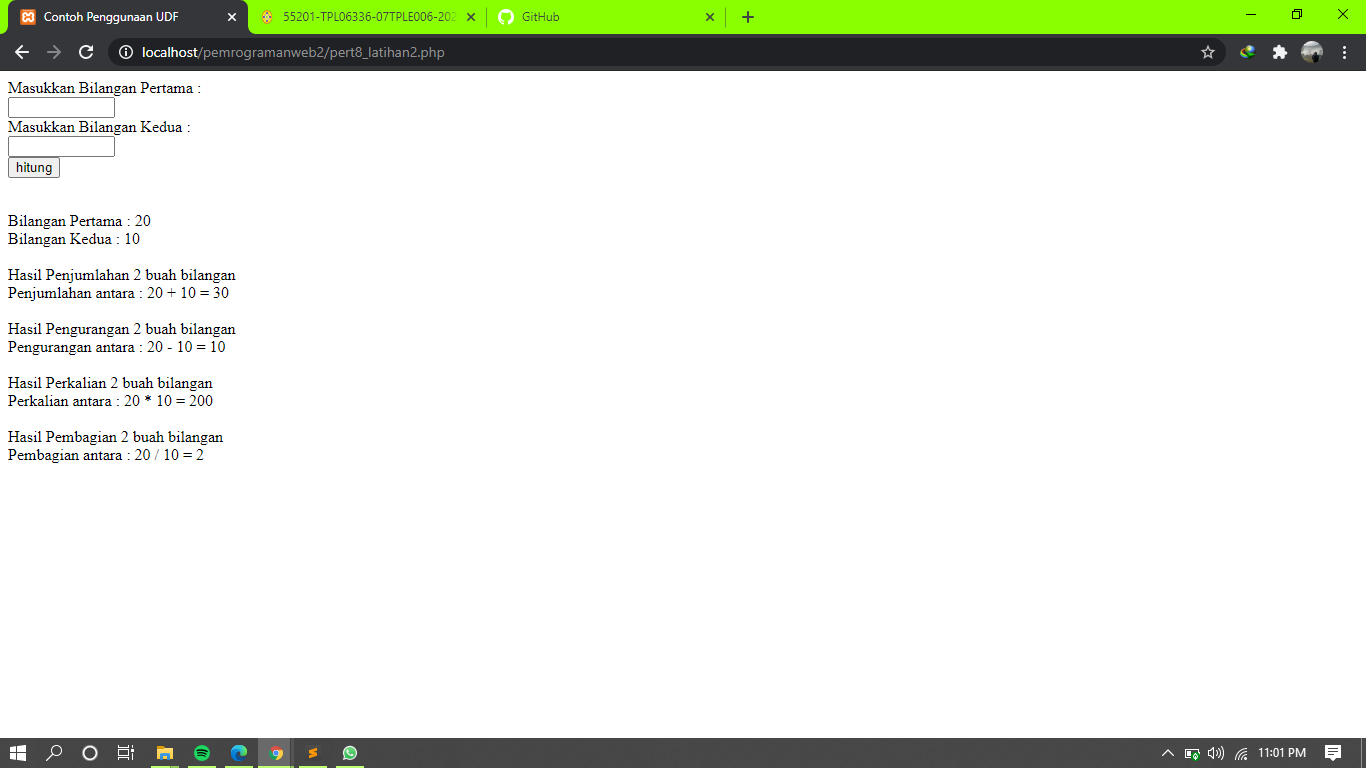 Contoh Penggunaan UDF
55201-TPL06336-07TPLE006-202
GitHub
localhost/pemrogramanweb2/pert8_latihan2.php
Masukkan Bilangan Pertama :
Masukkan Bilangan Kedua :
hitung
Bilangan Pertama : 20
Bilangan Kedua : 10
Hasil Penjumlahan 2 buah bilangan
Penjumlahan antara : 20 + 10 = 30
Hasil Pengurangan 2 buah bilangan
Pengurangan antara : 20 - 10 = 10
Hasil Perkalian 2 buah bilangan
Perkalian antara : 20 * 10 = 200
Hasil Pembagian 2 buah bilangan
Pembagian antara : 20 / 10 = 2
11:01 PM